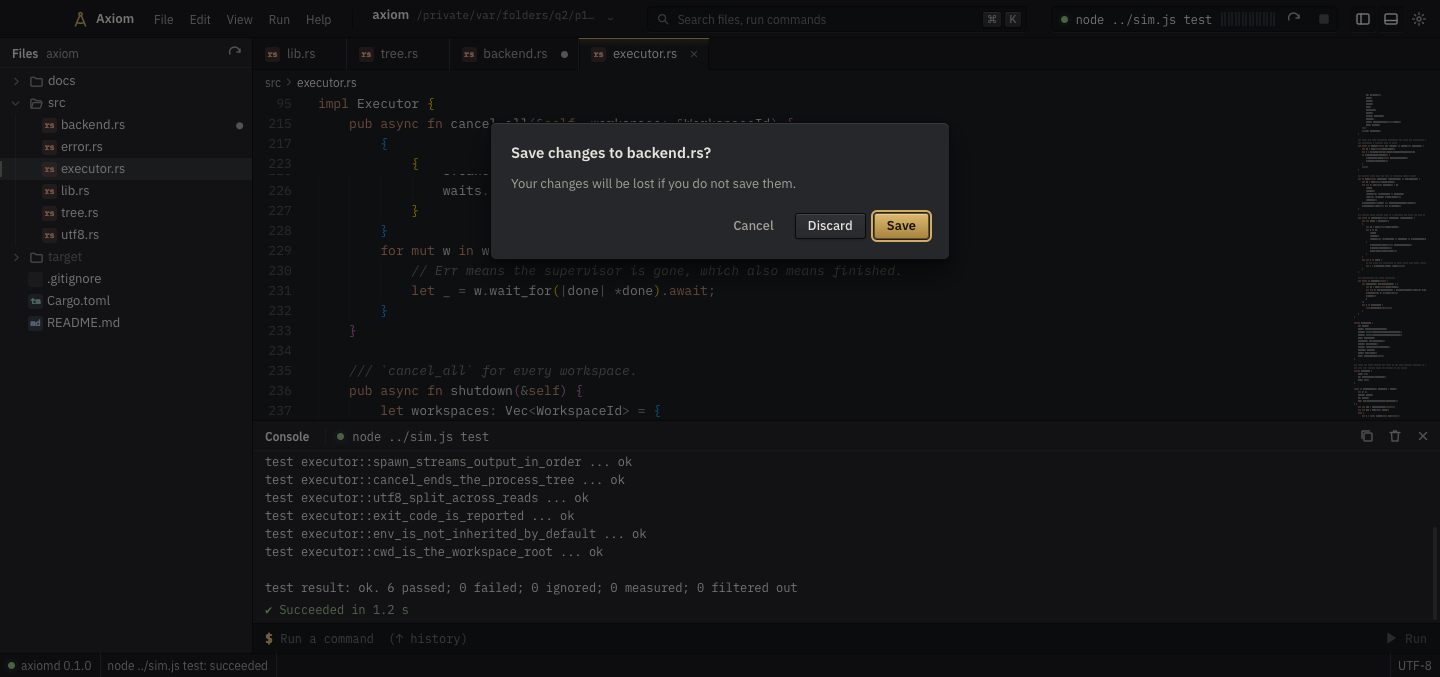 Axiom File Edit View Run Help axiom /private/var/folders/q2/p1… Search files, run commands ⌘ K node ../sim.js test
Files axiom
lib.rs tree.rs backend.rs executor.rs
docs
src
backend.rs
error.rs
executor.rs
lib.rs
tree.rs
utf8.rs
target
.gitignore
Cargo.toml
README.md
src > executor.rs
95 impl Executor {
215 pub async fn cancel_all(&self, workspace: &WorkspaceId) {
217 {
223 {
226 waits.
227 }
228 }
229 for mut w in w
230 // Err means the supervisor is gone, which also means finished.
231 let _ = w.wait_for(|done| *done).await;
232 }
233 }
234
235 /// `cancel_all` for every workspace.
236 pub async fn shutdown(&self) {
237 let workspaces: Vec<WorkspaceId> = {
Save changes to backend.rs?
Your changes will be lost if you do not save them.
Cancel Discard Save
Console node ../sim.js test
test executor::spawn_streams_output_in_order ... ok
test executor::cancel_ends_the_process_tree ... ok
test executor::utf8_split_across_reads ... ok
test executor::exit_code_is_reported ... ok
test executor::env_is_not_inherited_by_default ... ok
test executor::cwd_is_the_workspace_root ... ok
test result: ok. 6 passed; 0 failed; 0 ignored; 0 measured; 0 filtered out
✔ Succeeded in 1.2 s
$ Run a command (↑ history) Run
axiomd 0.1.0 node ../sim.js test: succeeded UTF-8